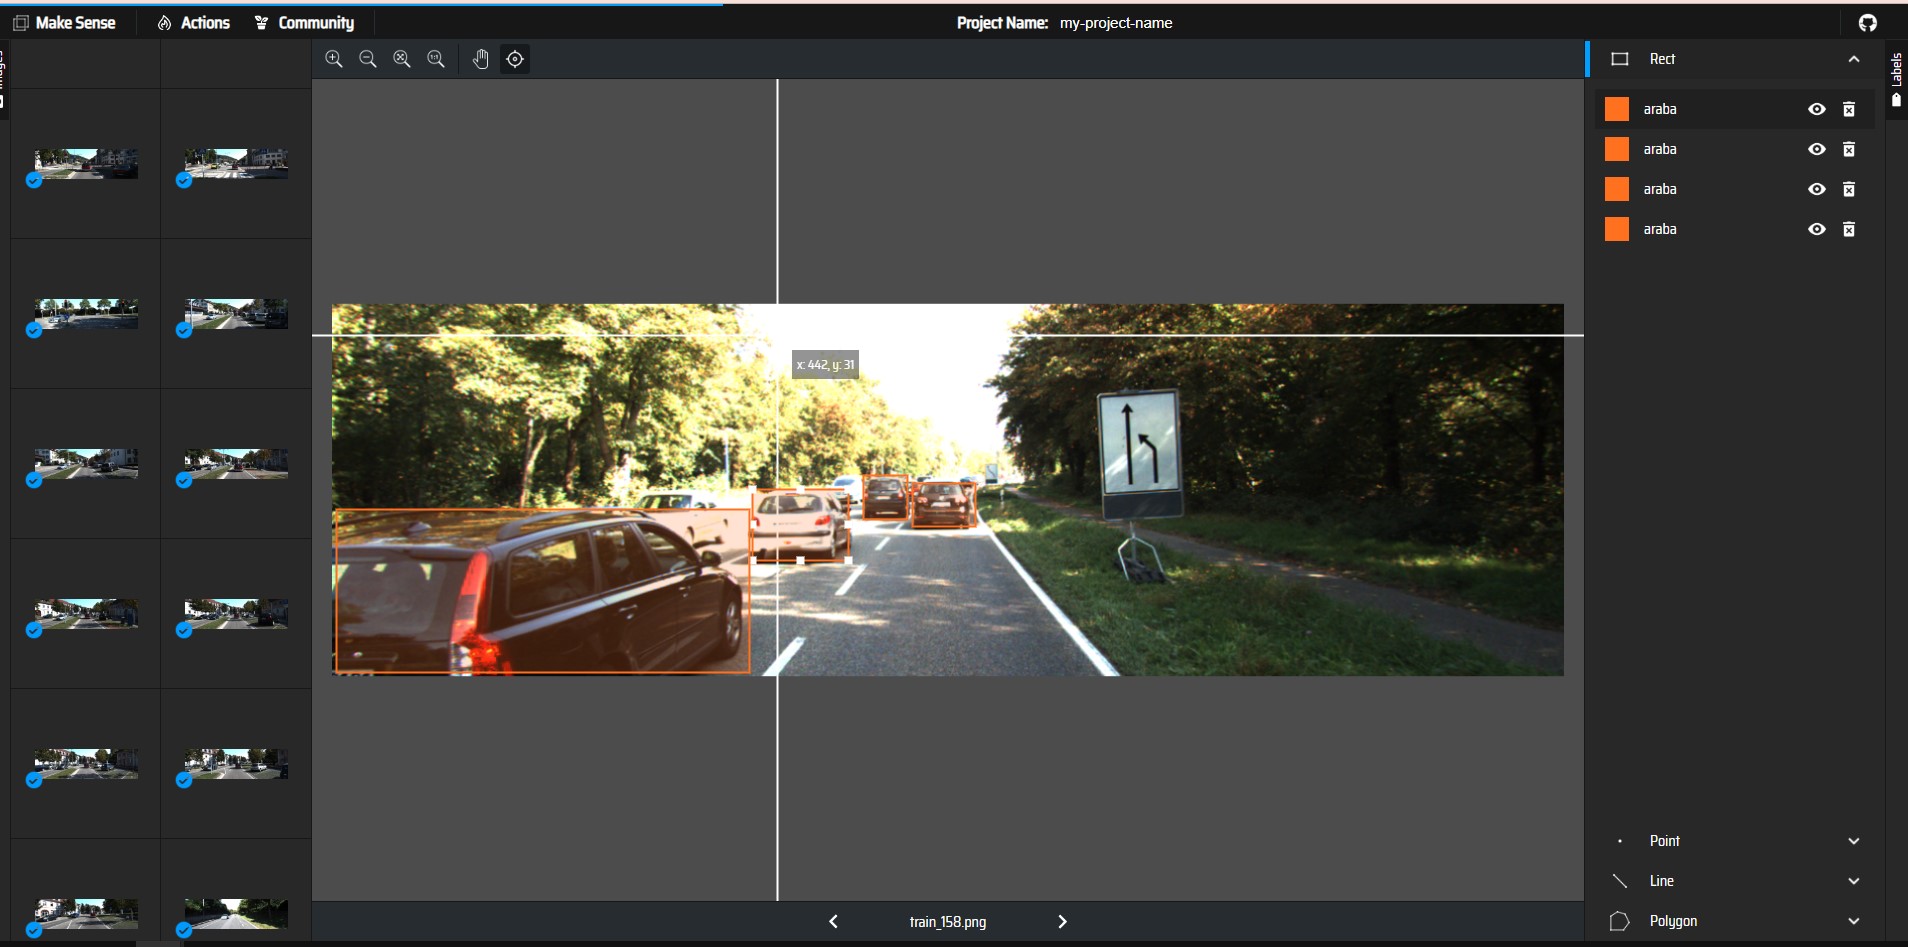 Make Sense
Actions
Community
Project Name: my-project-name
Rect
araba
araba
araba
araba
Labels
x: 442, y: 31
Point
Line
Polygon
train_158.png